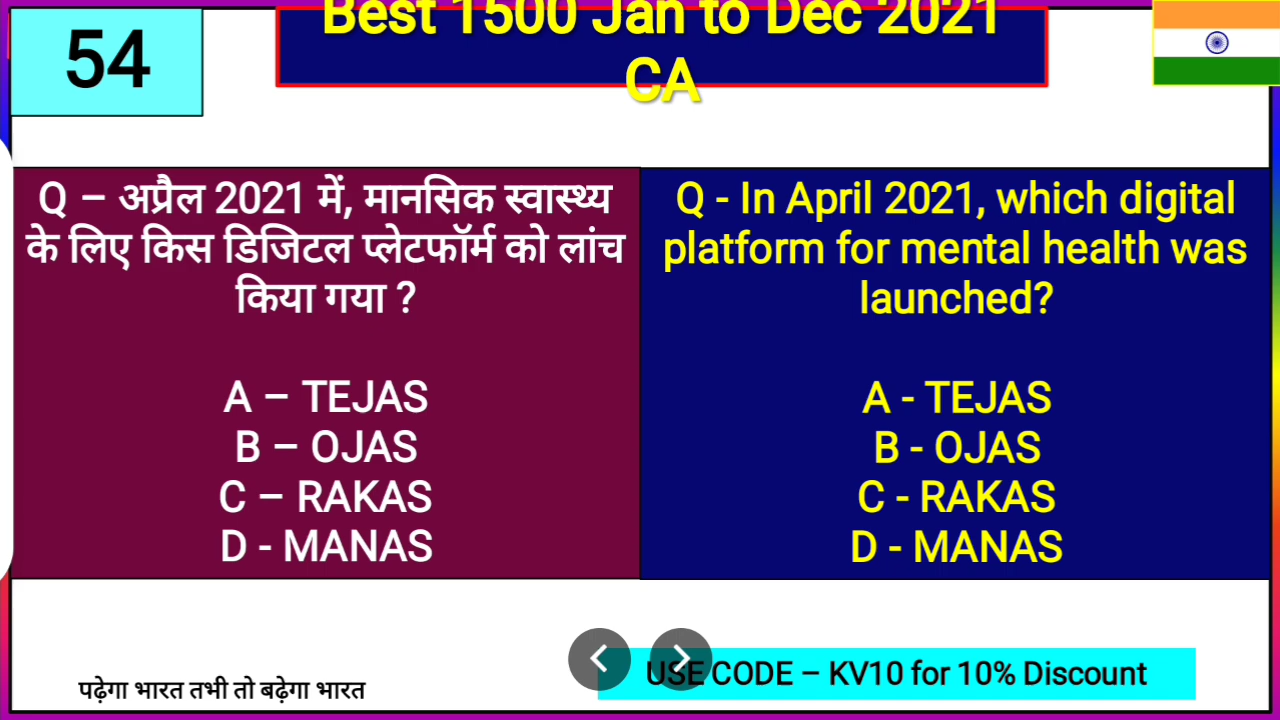 54
Best 1500 Jan to Dec 2021
CA
Q – अप्रैल 2021 में, मानसिक स्वास्थ्य
के लिए किस डिजिटल प्लेटफॉर्म को लांच
किया गया ?
A – TEJAS
B – OJAS
C – RAKAS
D - MANAS
Q - In April 2021, which digital
platform for mental health was
launched?
A - TEJAS
B - OJAS
C - RAKAS
D - MANAS
पढ़ेगा भारत तभी तो बढ़ेगा भारत
USE CODE – KV10 for 10% Discount